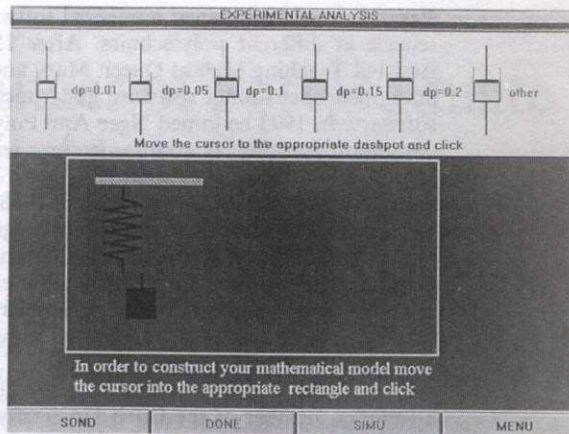 EXPERIMENTAL ANALYSIS
dp=0.01 dp=0.05 dp=0.1 dp=0.15 dp=0.2 other
Move the cursor to the appropriate dashpot and click
In order to construct your mathematical model move
the cursor into the appropriate rectangle and click
SOND DONE SIMU MENU